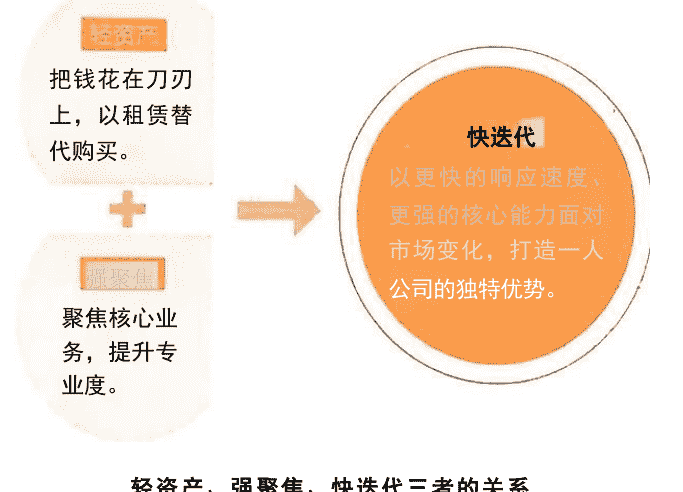 轻资产
把钱花在刀刃
上，以租赁替
代购买。
强聚焦
聚焦核心业
务，提升专
业度。
快迭代
以更快的响应速度、
更强的核心能力面对
市场变化，打造一人
公司的独特优势。
轻资产、强聚焦、快迭代三者的关系